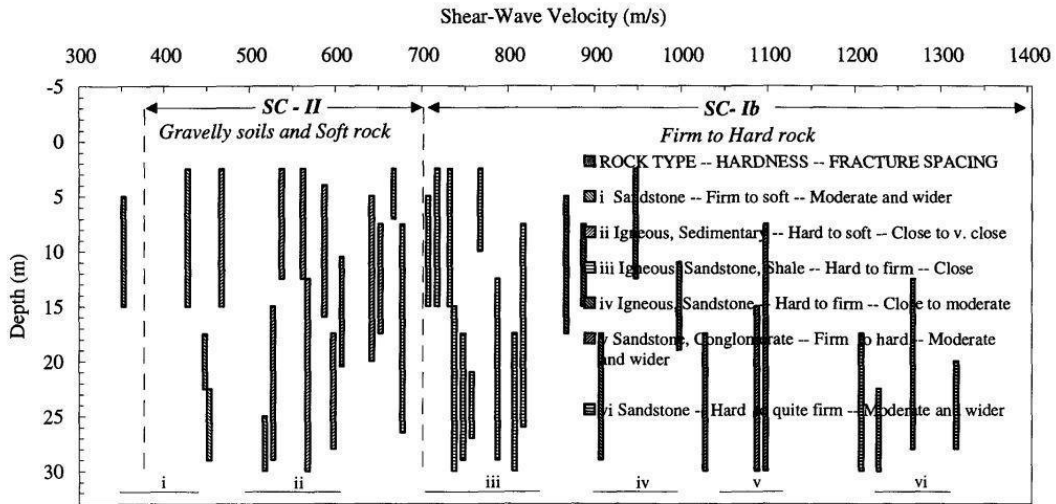 Shear-Wave Velocity (m/s)
300 400 500 600 700 800 900 1000 1100 1200 1300 1400
-5
0
5
10
15
20
25
30
Depth (m)
SC - II
Gravelly soils and Soft rock
SC- Ib
Firm to Hard rock
ROCK TYPE -- HARDNESS -- FRACTURE SPACING
i Sandstone -- Firm to soft -- Moderate and wider
ii Igneous, Sedimentary -- Hard to soft -- Close to v. close
iii Igneous, Sandstone, Shale -- Hard to firm -- Close
iv Igneous, Sandstone -- Hard to firm -- Close to moderate
v Sandstone, Conglomerate -- Firm to hard -- Moderate
and wider
vi Sandstone -- Hard to quite firm -- Moderate and wider
i ii iii iv v vi